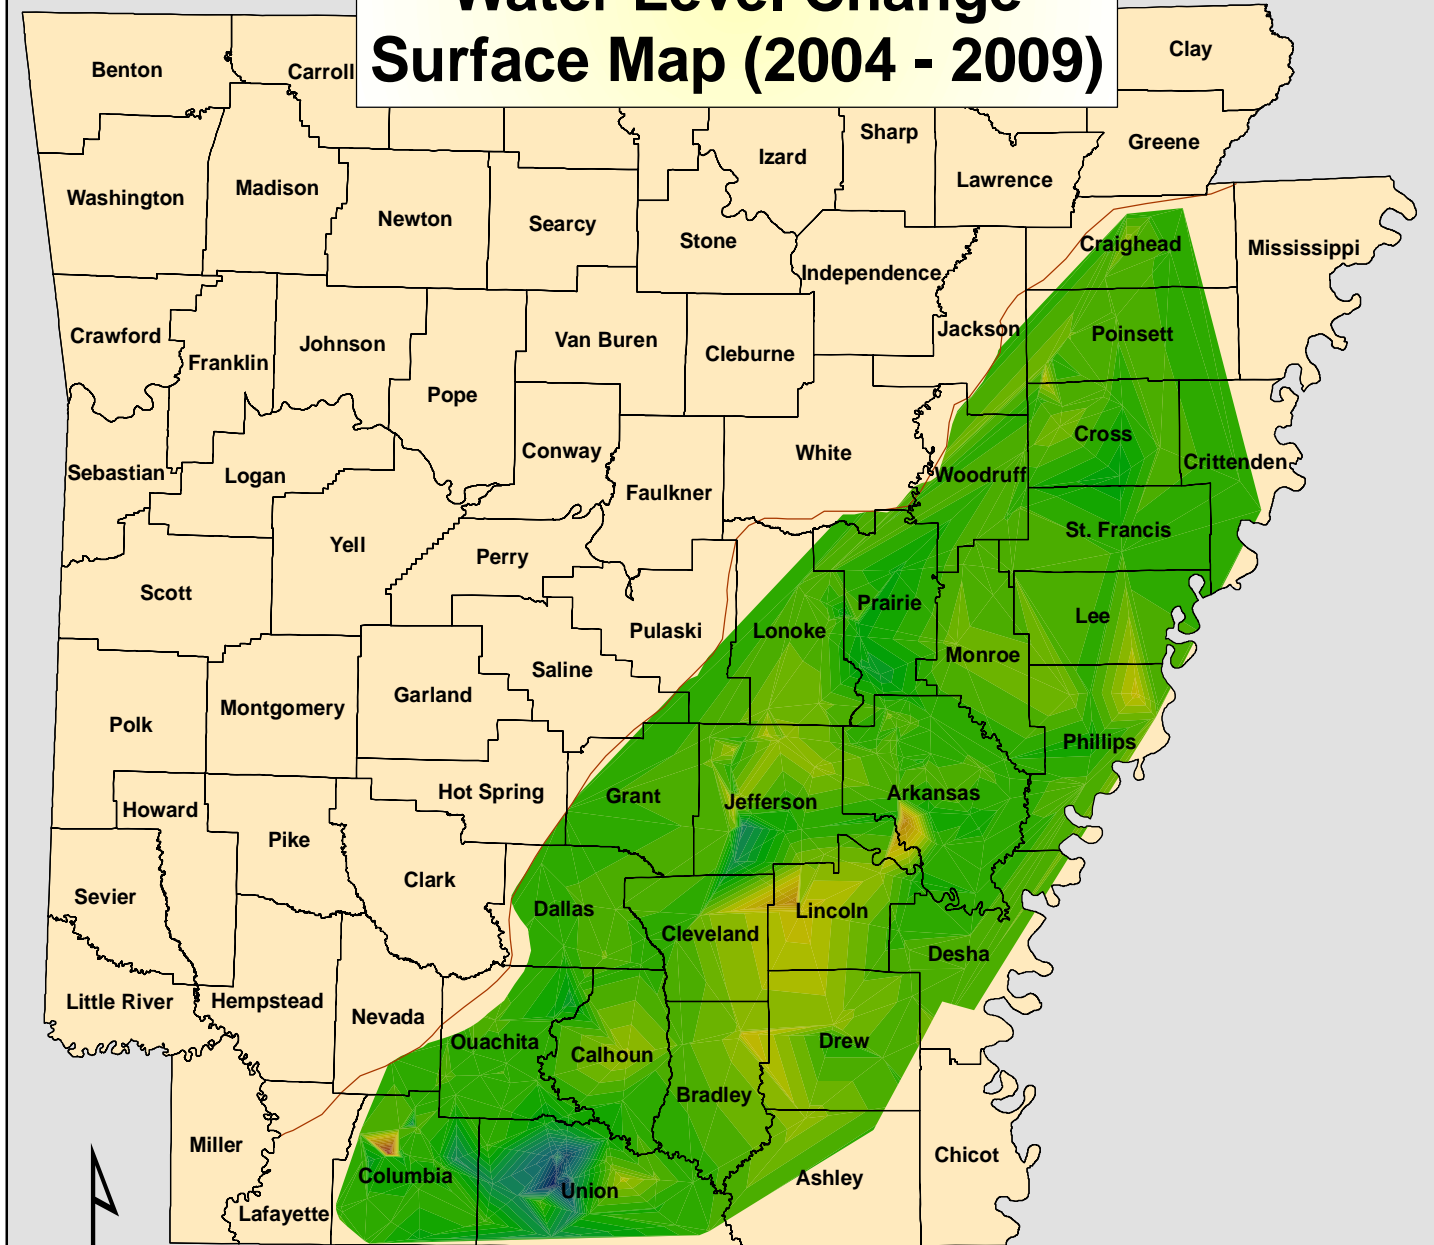 Water Level Change
Surface Map (2004 - 2009)
Clay
Benton
Carroll
Sharp
Greene
Izard
Lawrence
Madison
Washington
Newton
Searcy
Stone
Craighead
Mississippi
Independence
Jackson
Crawford
Johnson
Van Buren
Poinsett
Franklin
Cleburne
Pope
Cross
Conway
White
Crittenden
Sebastian
Logan
Woodruff
Faulkner
St. Francis
Yell
Perry
Scott
Prairie
Lee
Pulaski
Lonoke
Monroe
Saline
Garland
Montgomery
Polk
Phillips
Hot Spring
Grant
Jefferson
Arkansas
Howard
Pike
Clark
Sevier
Dallas
Lincoln
Cleveland
Desha
Little River
Hempstead
Nevada
Ouachita
Calhoun
Drew
Bradley
Miller
Chicot
Columbia
Ashley
Union
Lafayette